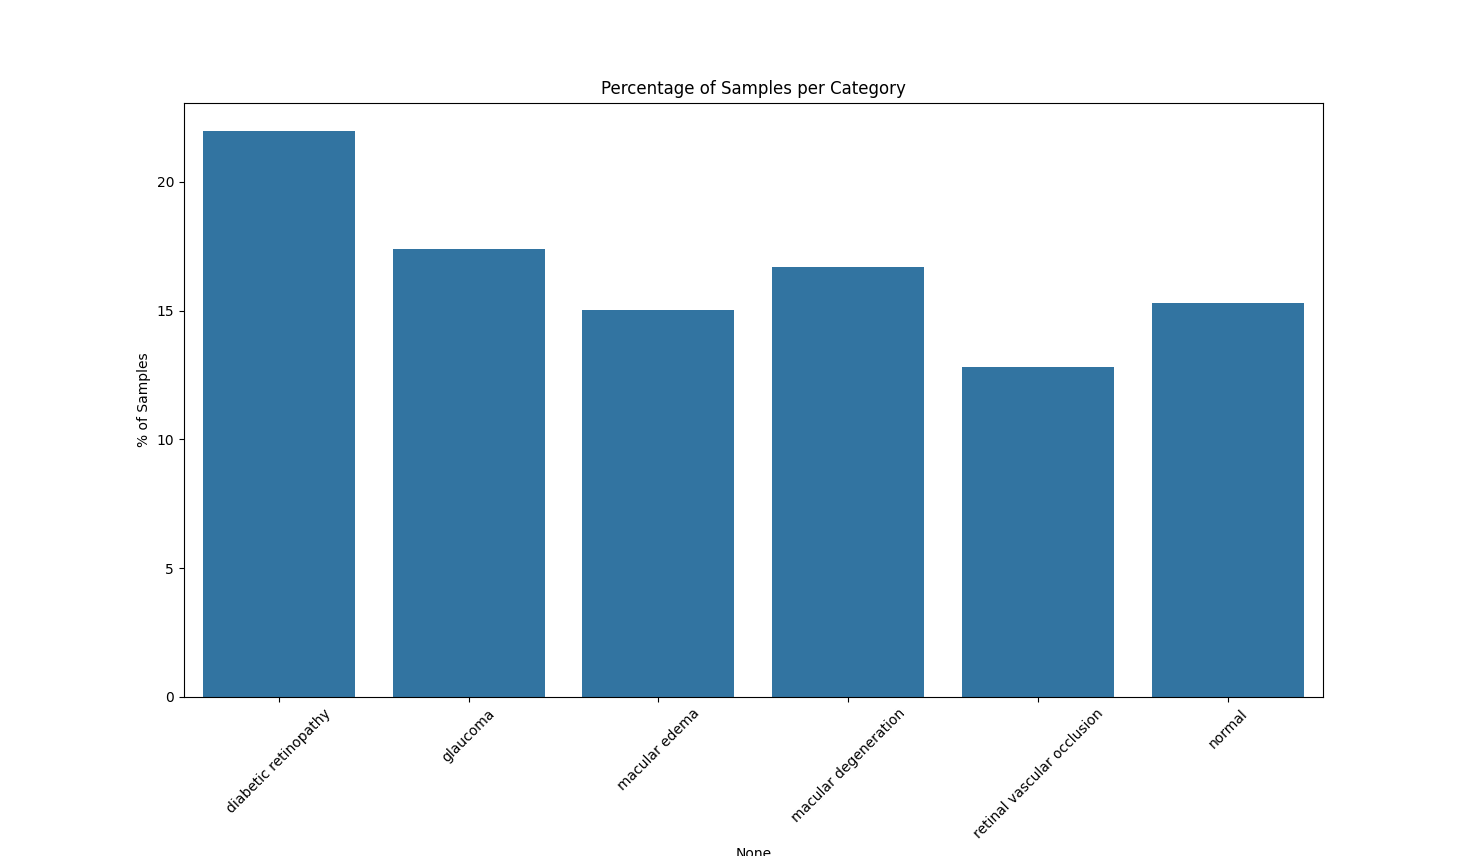 Percentage of Samples per Category
% of Samples
20
15
10
5
0
diabetic retinopathy
glaucoma
macular edema
macular degeneration
retinal vascular occlusion
normal
None